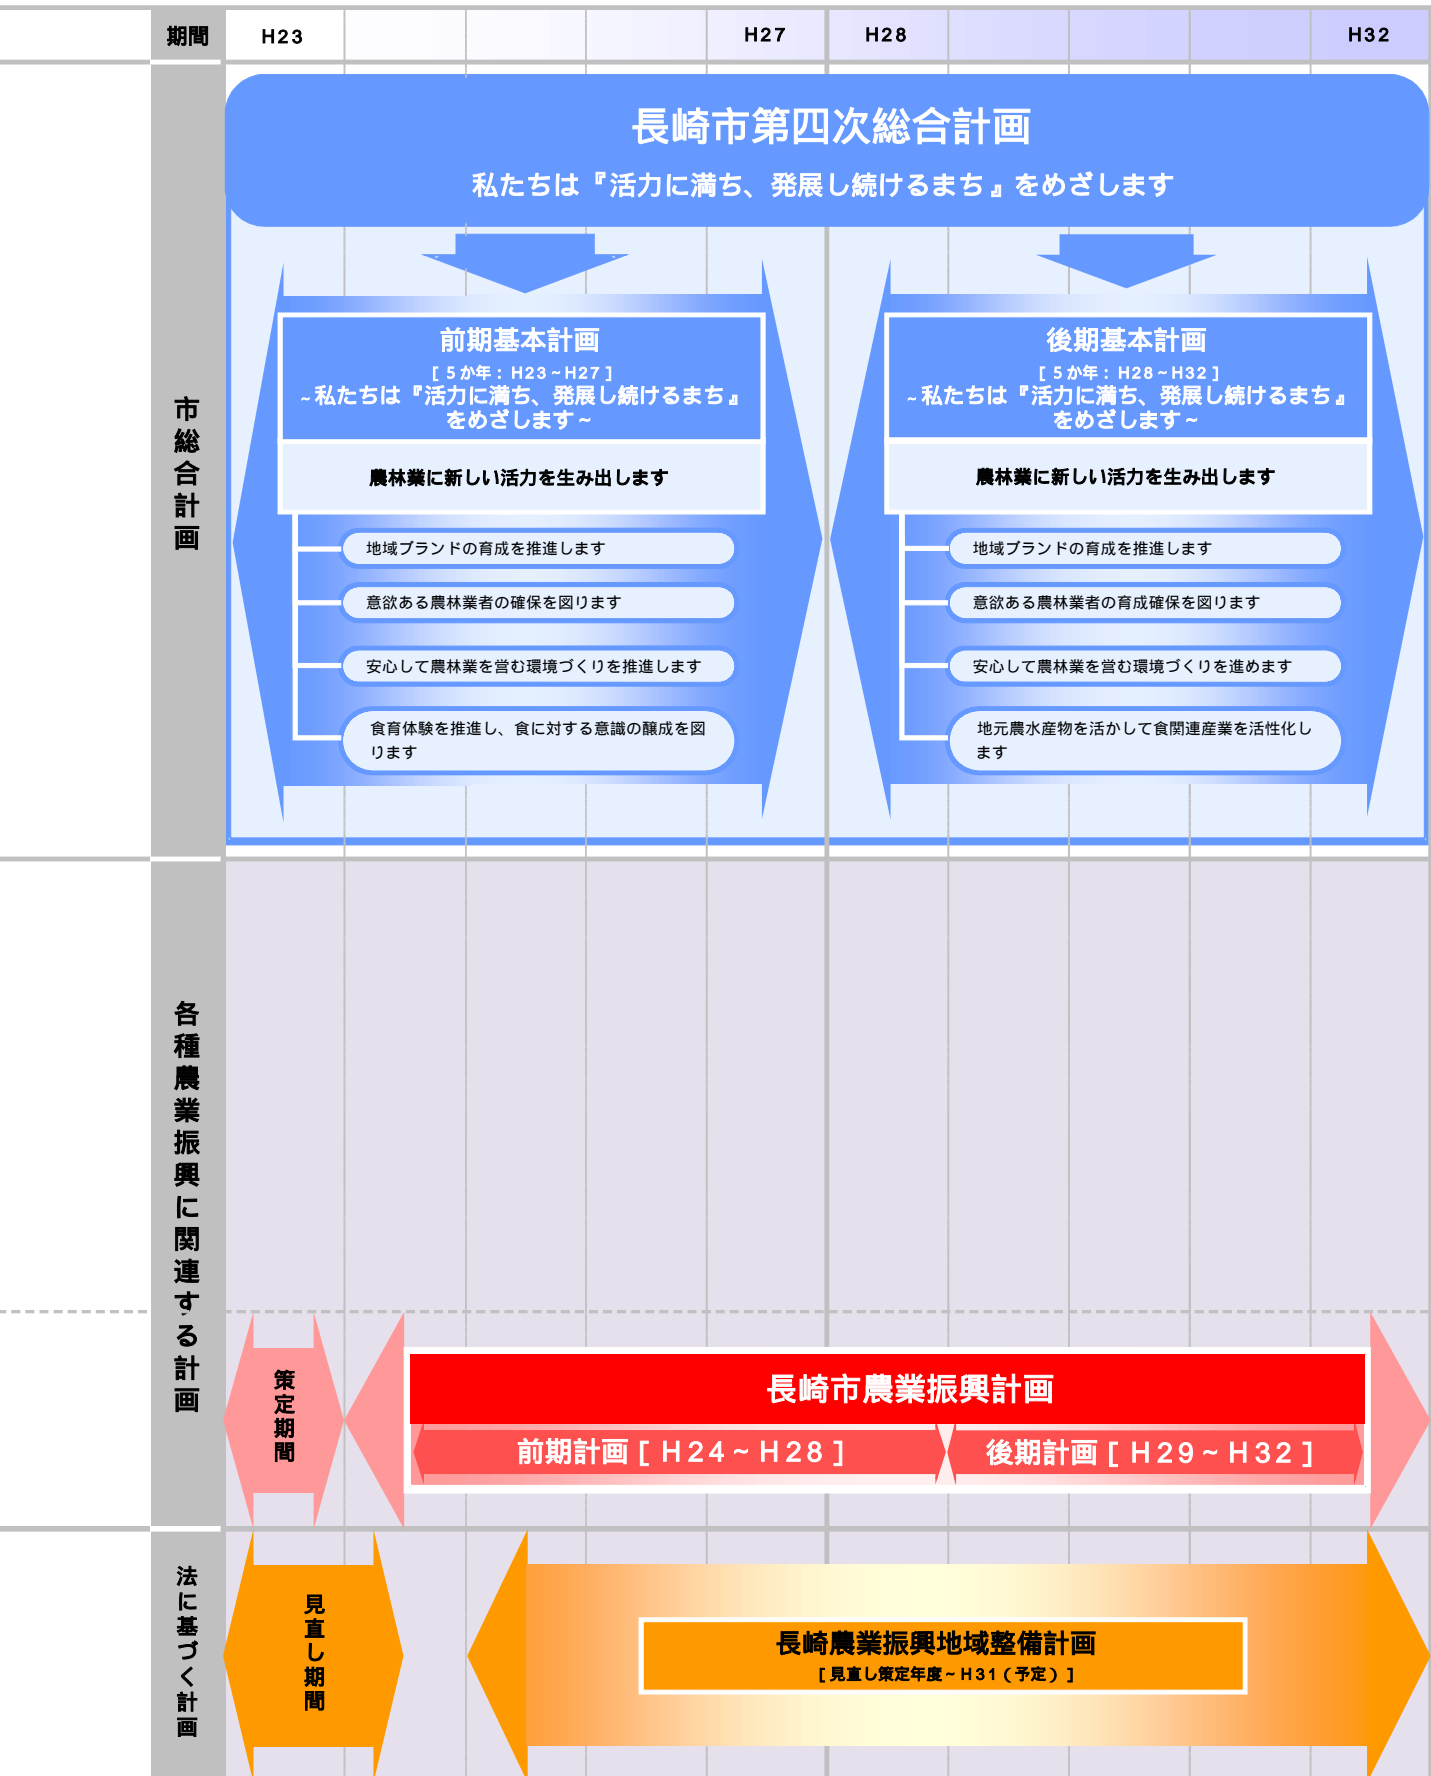 期間
H23
H27
H28
H32
長崎市第四次総合計画
私たちは『活力に満ち、発展し続けるまち』をめざします
市総合計画
前期基本計画
[ 5か年：H23~H27 ]
~私たちは『活力に満ち、発展し続けるまち』
をめざします~
農林業に新しい活力を生み出します
地域ブランドの育成を推進します
意欲ある農林業者の確保を図ります
安心して農林業を営む環境づくりを推進します
食育体験を推進し、食に対する意識の醸成を図
ります
後期基本計画
[ 5か年：H28~H32 ]
~私たちは『活力に満ち、発展し続けるまち』
をめざします~
農林業に新しい活力を生み出します
地域ブランドの育成を推進します
意欲ある農林業者の育成確保を図ります
安心して農林業を営む環境づくりを進めます
地元農水産物を活かして食関連産業を活性化し
ます
各種農業振興に関連する計画
策定期間
長崎市農業振興計画
前期計画[ H24~H28 ]
後期計画[ H29~H32 ]
法に基づく計画
見直し期間
長崎農業振興地域整備計画
[ 見直し策定年度~H31（予定） ]